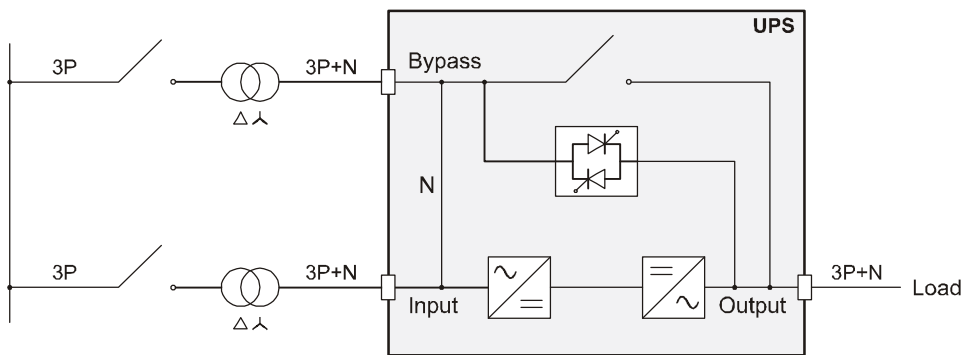 UPS
3P
3P+N
Bypass
N
3P
3P+N
Input
Output
3P+N
Load